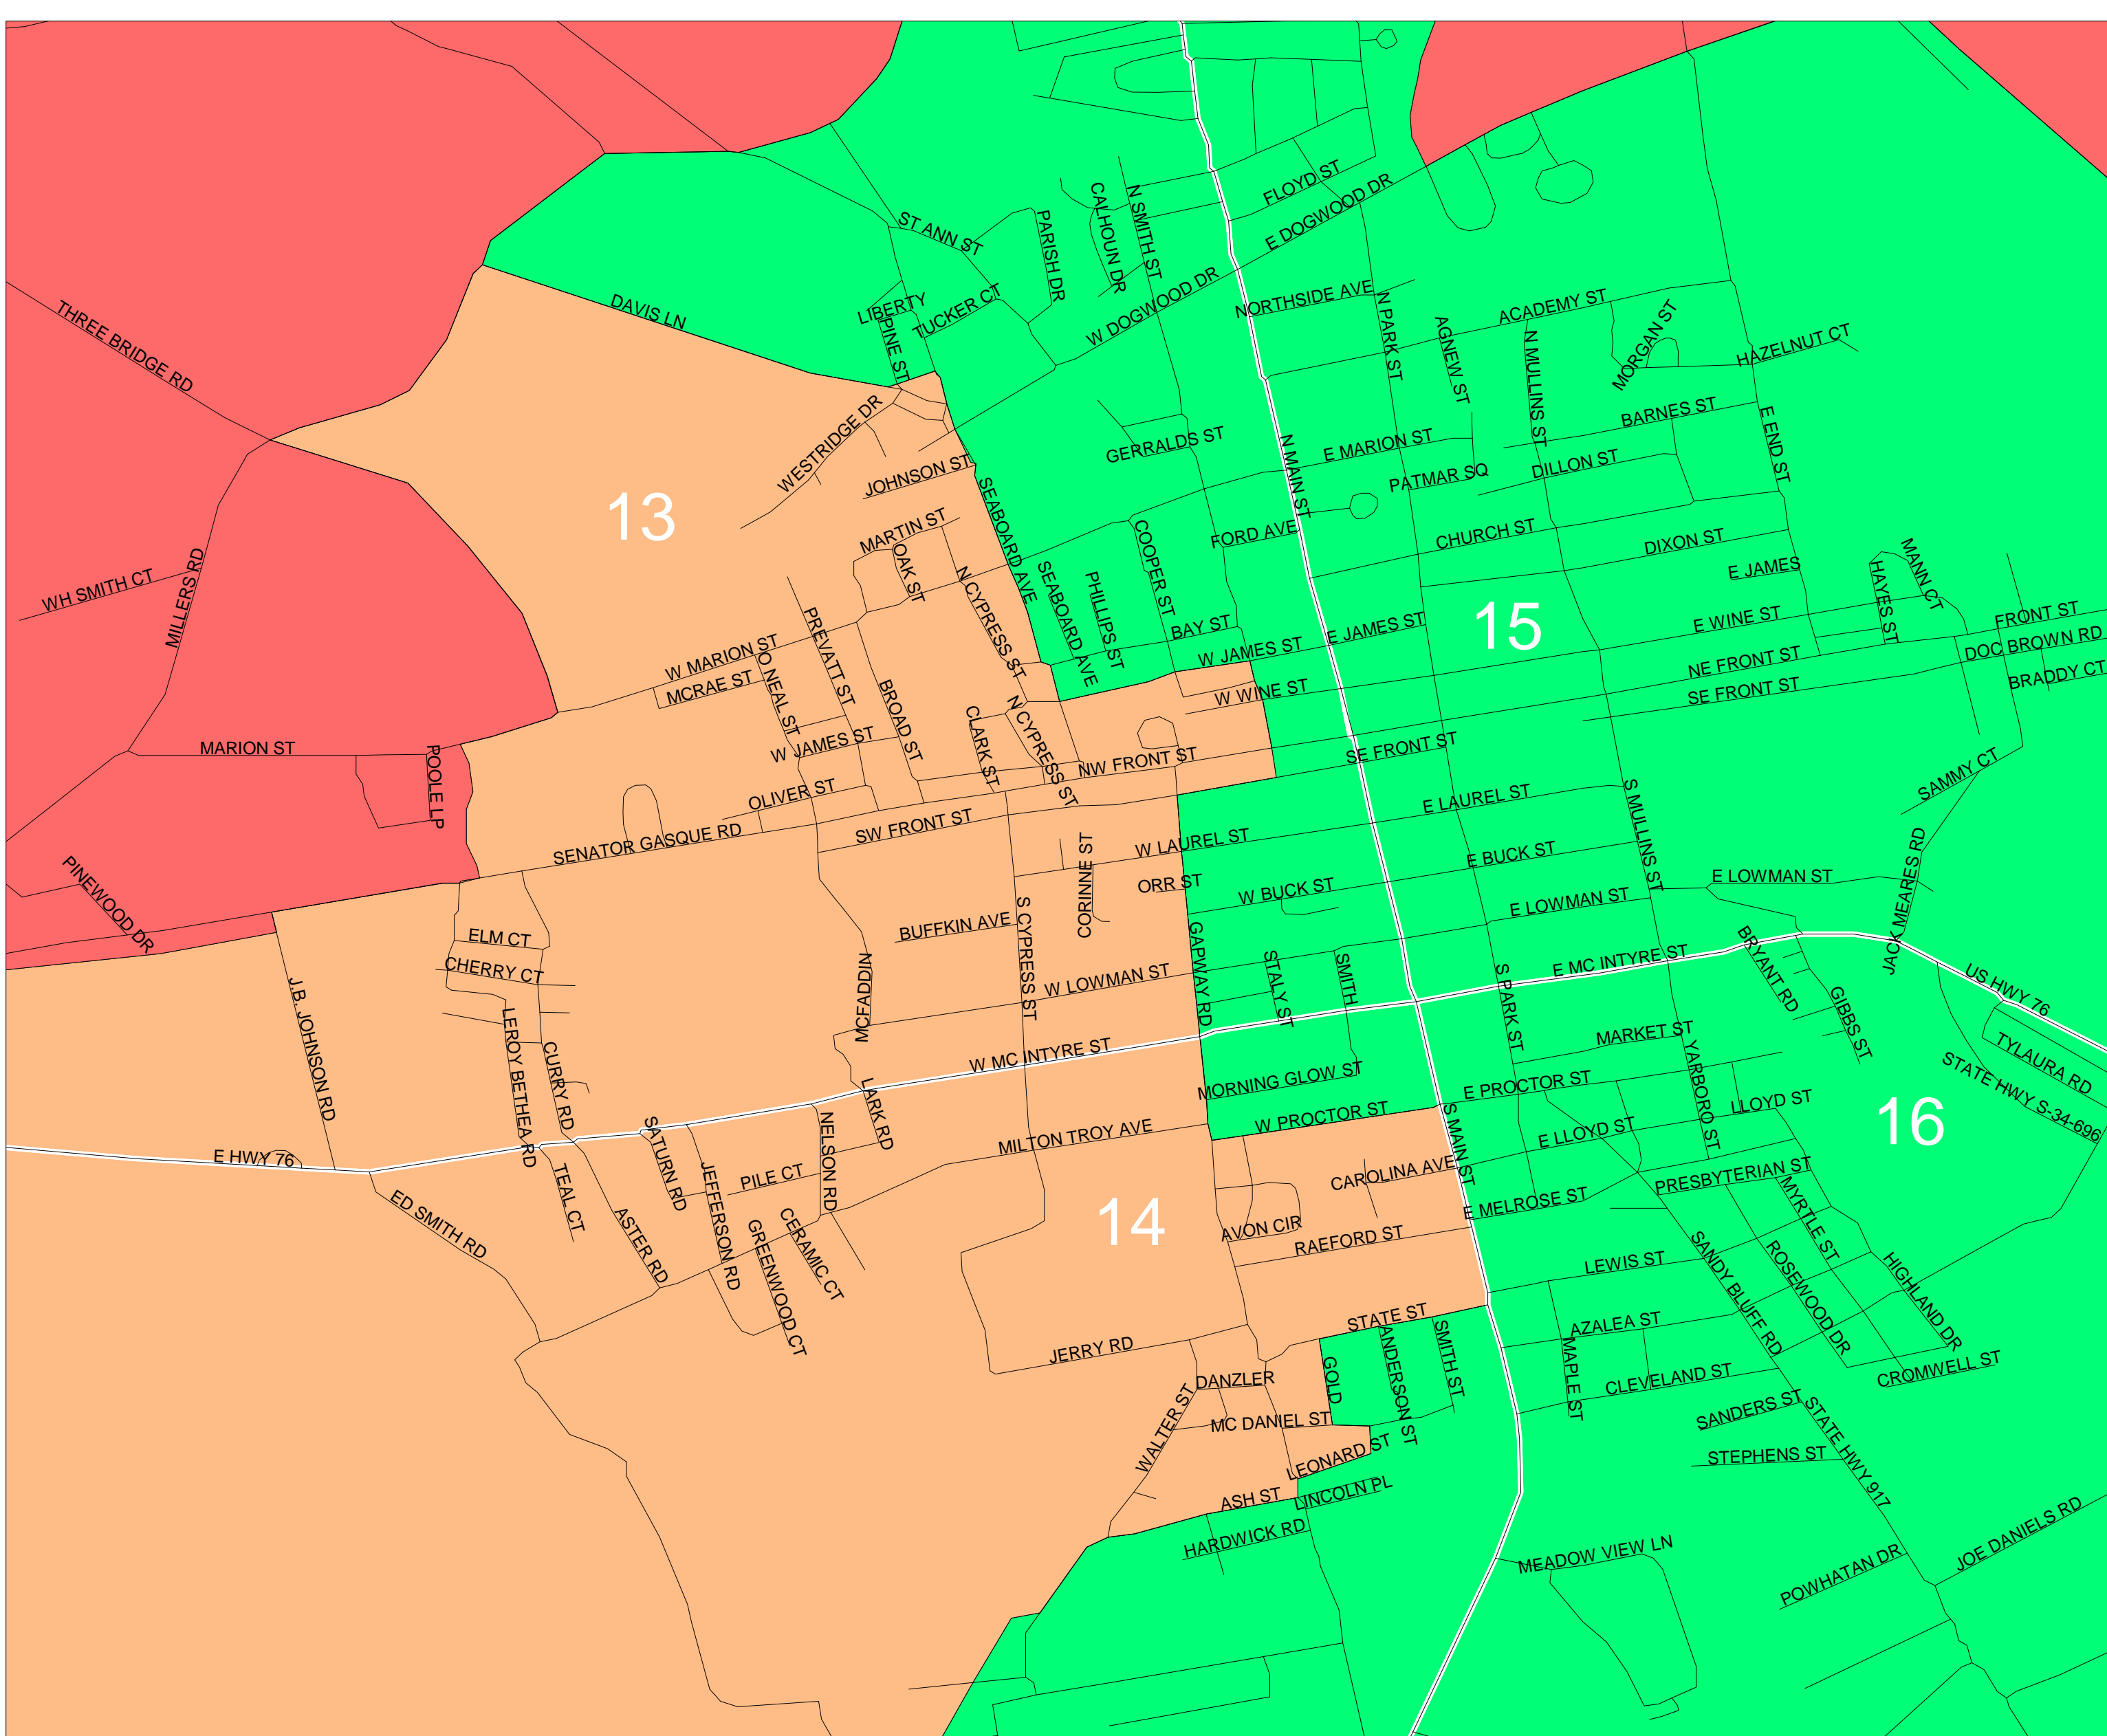 FLOYD ST
E DOGWOOD DR
N SMITH ST
CALHOUN DR
PARISH DR
ST ANN ST
W DOGWOOD DR
NORTHSIDE AVE
ACADEMY ST
N PARK ST
AGNEW ST
N MULLINS ST
MORGAN ST
HAZELNUT CT
THREE BRIDGE RD
DAVIS LN
LIBERTY
TUCKER CT
PINE ST
WESTRIDGE DR
BARNES ST
E END ST
GERRALDS ST
N MAIN ST
E MARION ST
PATMAR SQ
DILLON ST
JOHNSON ST
13
SEABOARD AVE
MARTIN ST
OAK ST
COOPER ST
FORD AVE
CHURCH ST
DIXON ST
E JAMES
MANN CT
HAYES ST
WH SMITH CT
MILLERS RD
N CYPRESS ST
SEABOARD AVE
PHILLIPS ST
BAY ST
W JAMES ST
E JAMES ST
15
E WINE ST
FRONT ST
DOC BROWN RD
BRADDY CT
NE FRONT ST
SE FRONT ST
PREVATT ST
W MARION ST
MCRAE ST
O NEAL ST
BROAD ST
W WINE ST
CLARK ST
N CYPRESS ST
W JAMES ST
NW FRONT ST
SE FRONT ST
MARION ST
POOLE LP
OLIVER ST
SENATOR GASQUE RD
SW FRONT ST
SAMMY CT
E LAUREL ST
S MULLINS ST
W LAUREL ST
CORINNE ST
ORR ST
W BUCK ST
E BUCK ST
E LOWMAN ST
E LOWMAN ST
JACK MEARES RD
PINEWOOD DR
BUFFKIN AVE
S CYPRESS ST
ELM CT
CHERRY CT
MCFADDIN
W LOWMAN ST
GAPWAY RD
STALY ST
SMITH
S PARK ST
E MC INTYRE ST
BRYANT RD
US HWY 76
GIBBS ST
J.B. JOHNSON RD
LEROY BETHEA RD
CURRY RD
W MC INTYRE ST
MARKET ST
YARBORO ST
TYLAURA RD
STATE HWY S-34-696
LARK RD
MORNING GLOW ST
E PROCTOR ST
W PROCTOR ST
LLOYD ST
16
E HWY 76
NELSON RD
MILTON TROY AVE
S MAIN ST
E LLOYD ST
SATURN RD
JEFFERSON RD
PILE CT
TEAL CT
CAROLINA AVE
PRESBYTERIAN ST
MYRTLE ST
E MELROSE ST
14
AVON CIR
RAEFORD ST
ED SMITH RD
ASTER RD
GREENWOOD CT
CERAMIC CT
LEWIS ST
SANDY BLUFF RD
ROSEWOOD DR
HIGHLAND DR
STATE ST
AZALEA ST
JERRY RD
GOLD
ANDERSON ST
SMITH ST
MAPLE ST
CLEVELAND ST
CROMWELL ST
DANZLER
WALTER ST
MC DANIEL ST
SANDERS ST
STATE HWY 917
STEPHENS ST
LEONARD ST
LINCOLN PL
ASH ST
HARDWICK RD
MEADOW VIEW LN
POWHATAN DR
JOE DANIELS RD